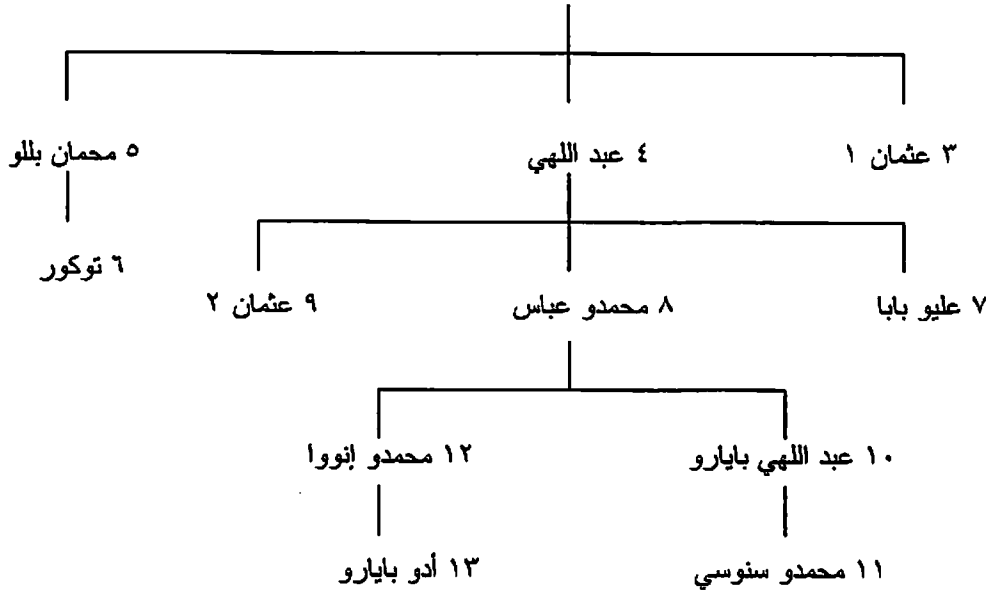 ٣ عثمان ١
٤ عبد اللهي
٥ محمان بللو
٦ توكور
٧ عليو بابا
٨ محمدو عباس
٩ عثمان ٢
١٠ عبد اللهي بايارو
١٢ محمدو إنووا
١١ محمدو سنوسي
١٣ أدو بايارو